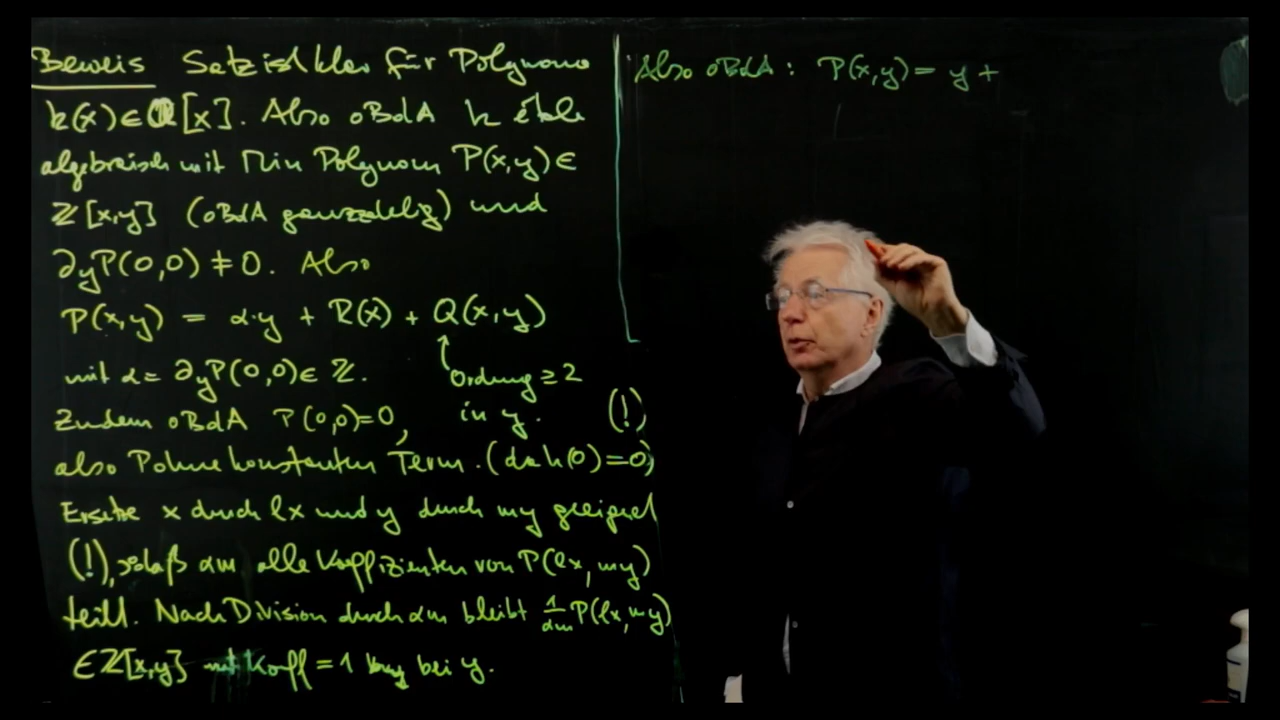 Beweis Satz ist klar für Polynome
h(x) ∈ Q[x]. Also oBdA h étale
algebraisch mit Min Polynom P(x,y) ∈
Z[x,y] (oBdA ganzzahlig) und
∂yP(0,0) ≠ 0. Also
P(x,y) = α·y + R(x) + Q(x,y)
mit α = ∂yP(0,0) ∈ Z.
Ordnung ≥ 2
in y.
Zudem oBdA P(0,0)=0,
(!)
also P ohne konstanten Term. (da h(0)=0)
Ersetze x durch lx und y durch my geeignet
(!), sodaß αm alle Koeffizienten von P(lx, my)
teilt. Nach Division durch αm bleibt 1/αm P(lx, my)
∈ Z[x,y] mit Koeff = 1 bei y.
Also oBdA : P(x,y) = y +